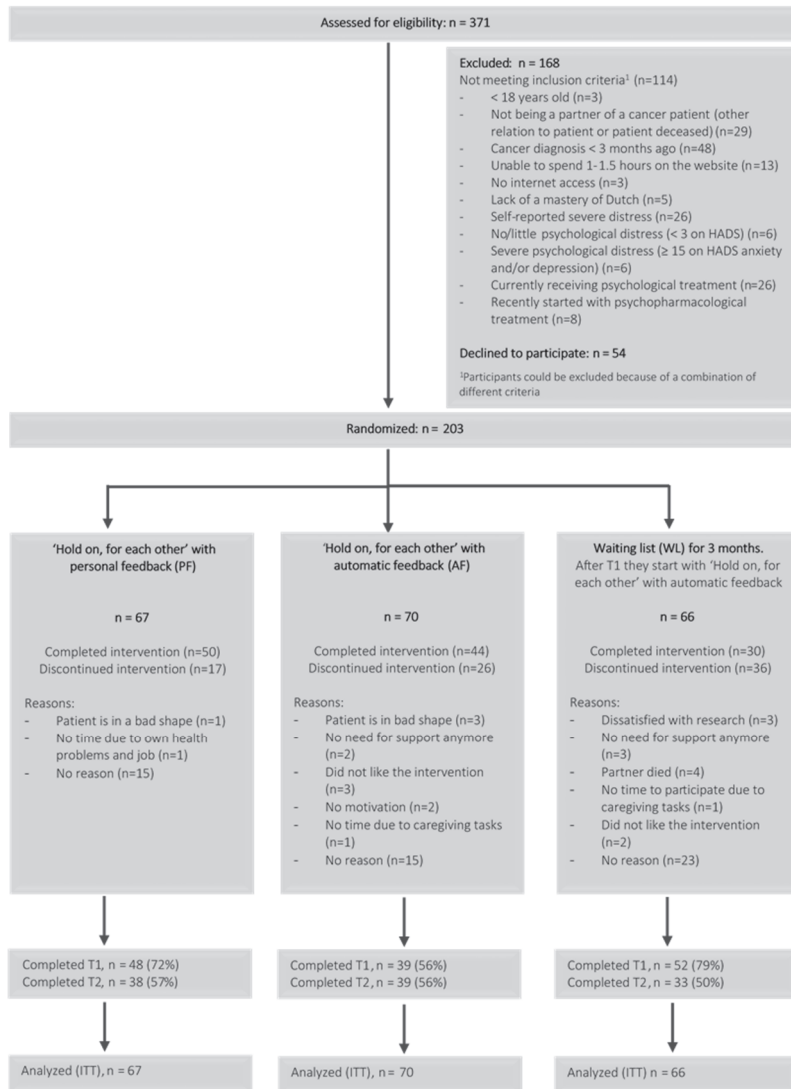 Assessed for eligibility: n = 371
Excluded: n = 168
Not meeting inclusion criteria¹ (n=114)
- < 18 years old (n=3)
- Not being a partner of a cancer patient (other
relation to patient or patient deceased) (n=29)
- Cancer diagnosis < 3 months ago (n=48)
- Unable to spend 1-1.5 hours on the website (n=13)
- No internet access (n=3)
- Lack of a mastery of Dutch (n=5)
- Self-reported severe distress (n=26)
- No/little psychological distress (< 3 on HADS) (n=6)
- Severe psychological distress (≥ 15 on HADS anxiety
and/or depression) (n=6)
- Currently receiving psychological treatment (n=26)
- Recently started with psychopharmacological
treatment (n=8)
Declined to participate: n = 54
¹Participants could be excluded because of a combination of
different criteria
Randomized: n = 203
'Hold on, for each other' with
personal feedback (PF)
n = 67
Completed intervention (n=50)
Discontinued intervention (n=17)
Reasons:
- Patient is in a bad shape (n=1)
- No time due to own health
problems and job (n=1)
- No reason (n=15)
'Hold on, for each other' with
automatic feedback (AF)
n = 70
Completed intervention (n=44)
Discontinued intervention (n=26)
Reasons:
- Patient is in bad shape (n=3)
- No need for support anymore
(n=2)
- Did not like the intervention
(n=3)
- No motivation (n=2)
- No time due to caregiving tasks
(n=1)
- No reason (n=15)
Waiting list (WL) for 3 months.
After T1 they start with 'Hold on, for
each other' with automatic feedback
n = 66
Completed intervention (n=30)
Discontinued intervention (n=36)
Reasons:
- Dissatisfied with research (n=3)
- No need for support anymore
(n=3)
- Partner died (n=4)
- No time to participate due to
caregiving tasks (n=1)
- Did not like the intervention
(n=2)
- No reason (n=23)
Completed T1, n = 48 (72%)
Completed T2, n = 38 (57%)
Completed T1, n = 39 (56%)
Completed T2, n = 39 (56%)
Completed T1, n = 52 (79%)
Completed T2, n = 33 (50%)
Analyzed (ITT), n = 67
Analyzed (ITT), n = 70
Analyzed (ITT) n = 66